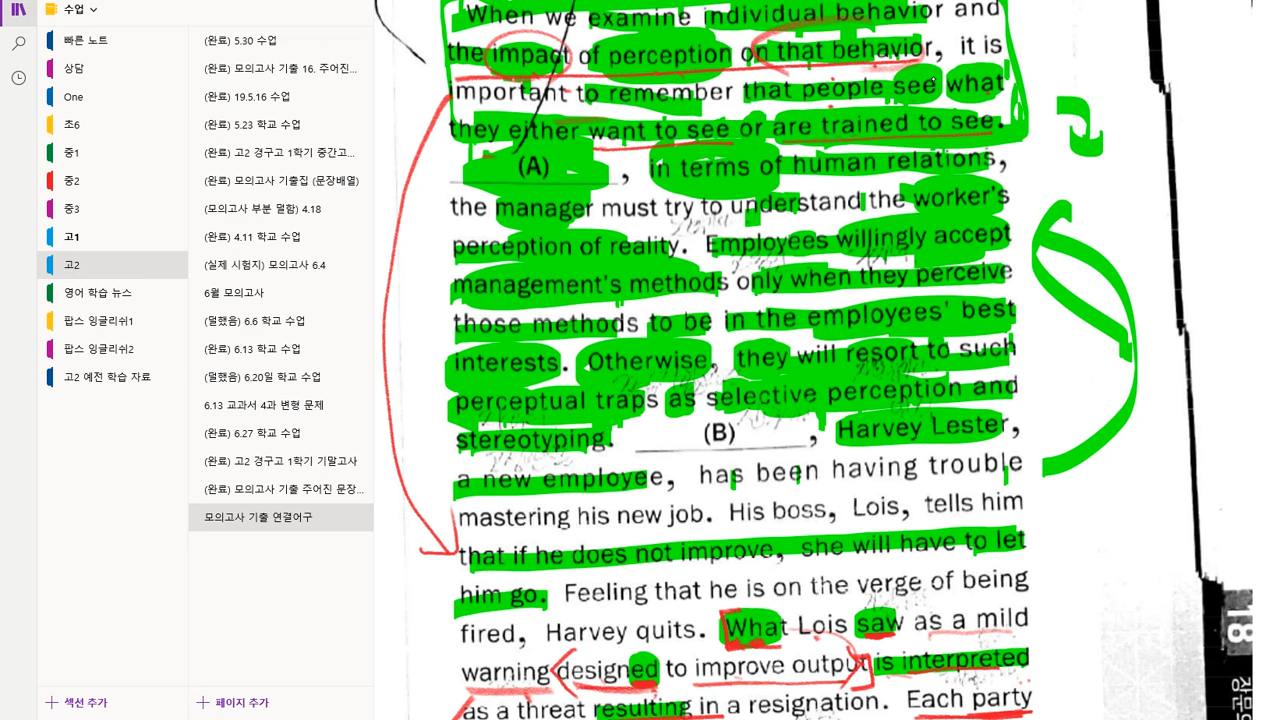 수업
빠른 노트
상담
One
초6
중1
중2
중3
고1
고2
영어 학습 뉴스
팝스 잉글리쉬1
팝스 잉글리쉬2
고2 예전 학습 자료
섹션 추가
(완료) 5.30 수업
(완료) 모의고사 기출 16. 주어진...
(완료) 19.5.16 수업
(완료) 5.23 학교 수업
(완료) 고2 경구고 1학기 중간고...
(완료) 모의고사 기출집 (문장배열)
(모의고사 부분 덜함) 4.18
(완료) 4.11 학교 수업
(실제 시험지) 모의고사 6.4
6월 모의고사
(덜했음) 6.6 학교 수업
(완료) 6.13 학교 수업
(덜했음) 6.20일 학교 수업
6.13 교과서 4과 변형 문제
(완료) 6.27 학교 수업
(완료) 고2 경구고 1학기 기말고사
(완료) 모의고사 기출 주어진 문장...
모의고사 기출 연결어구
페이지 추가
When we examine individual behavior and
the impact of perception on that behavior, it is
important to remember that people see what
they either want to see or are trained to see.
(A) , in terms of human relations,
the manager must try to understand the worker's
perception of reality. Employees willingly accept
management's methods only when they perceive
those methods to be in the employees' best
interests. Otherwise, they will resort to such
perceptual traps as selective perception and
stereotyping. (B) , Harvey Lester,
a new employee, has been having trouble
mastering his new job. His boss, Lois, tells him
that if he does not improve, she will have to let
him go. Feeling that he is on the verge of being
fired, Harvey quits. What Lois saw as a mild
warning designed to improve output is interpreted
as a threat resulting in a resignation. Each party
18